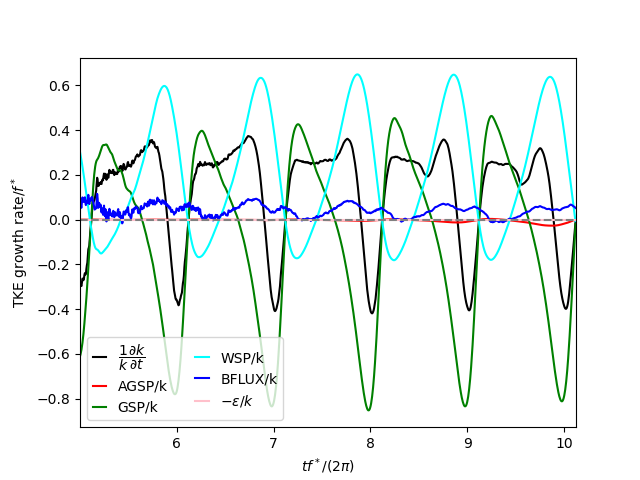 0.6
0.4
0.2
0.0
−0.2
−0.4
−0.6
−0.8
TKE growth rate/f*
1/k ∂k/∂t
AGSP/k
GSP/k
WSP/k
BFLUX/k
−ε/k
6 7 8 9 10
tf*/(2π)